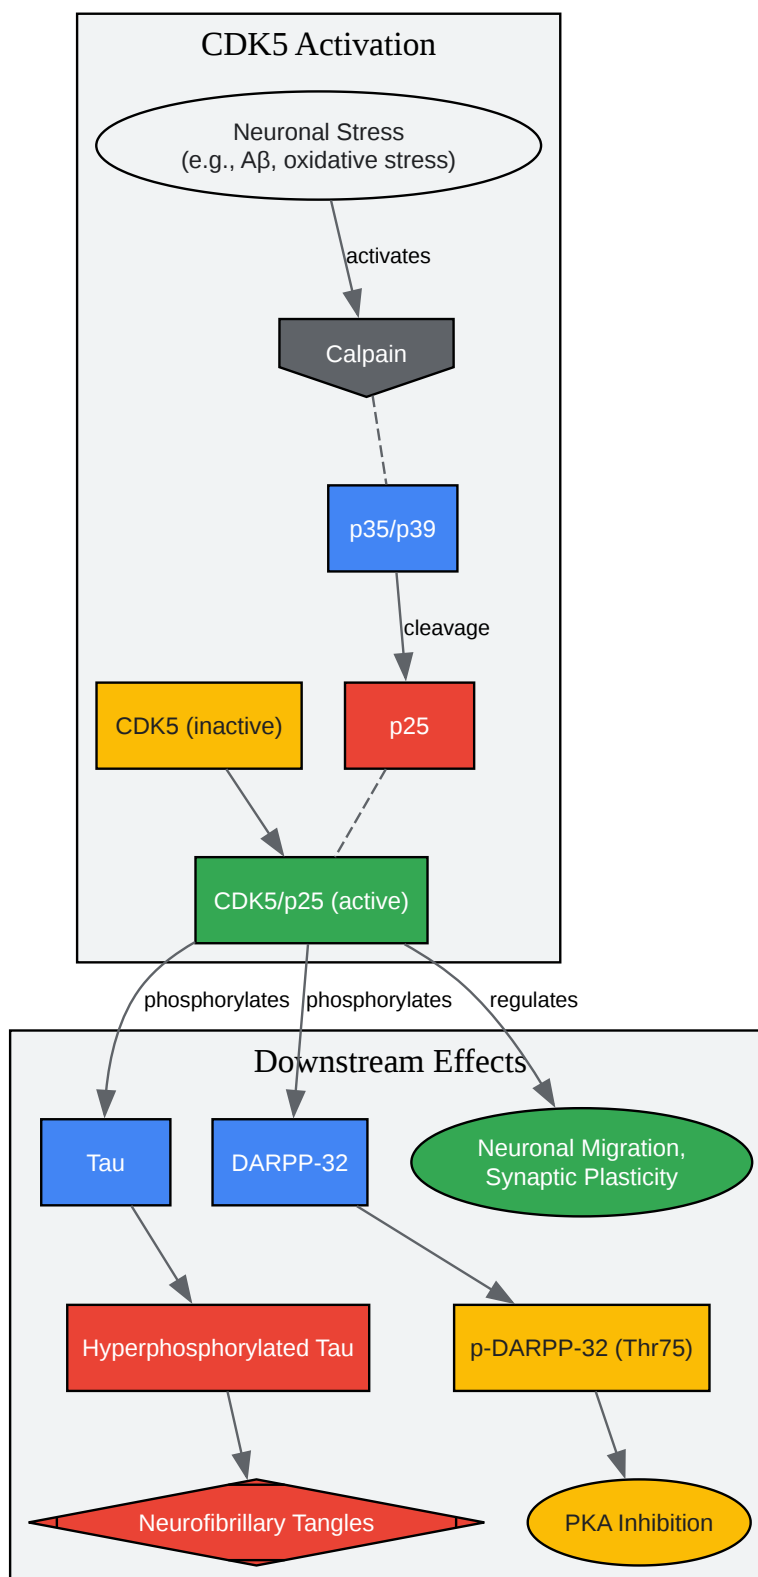 CDK5 Activation
Neuronal Stress
(e.g., Aβ, oxidative stress)
activates
Calpain
p35/p39
cleavage
CDK5 (inactive)
p25
CDK5/p25 (active)
phosphorylates
phosphorylates
regulates
Downstream Effects
Tau
DARPP-32
Neuronal Migration,
Synaptic Plasticity
Hyperphosphorylated Tau
p-DARPP-32 (Thr75)
Neurofibrillary Tangles
PKA Inhibition